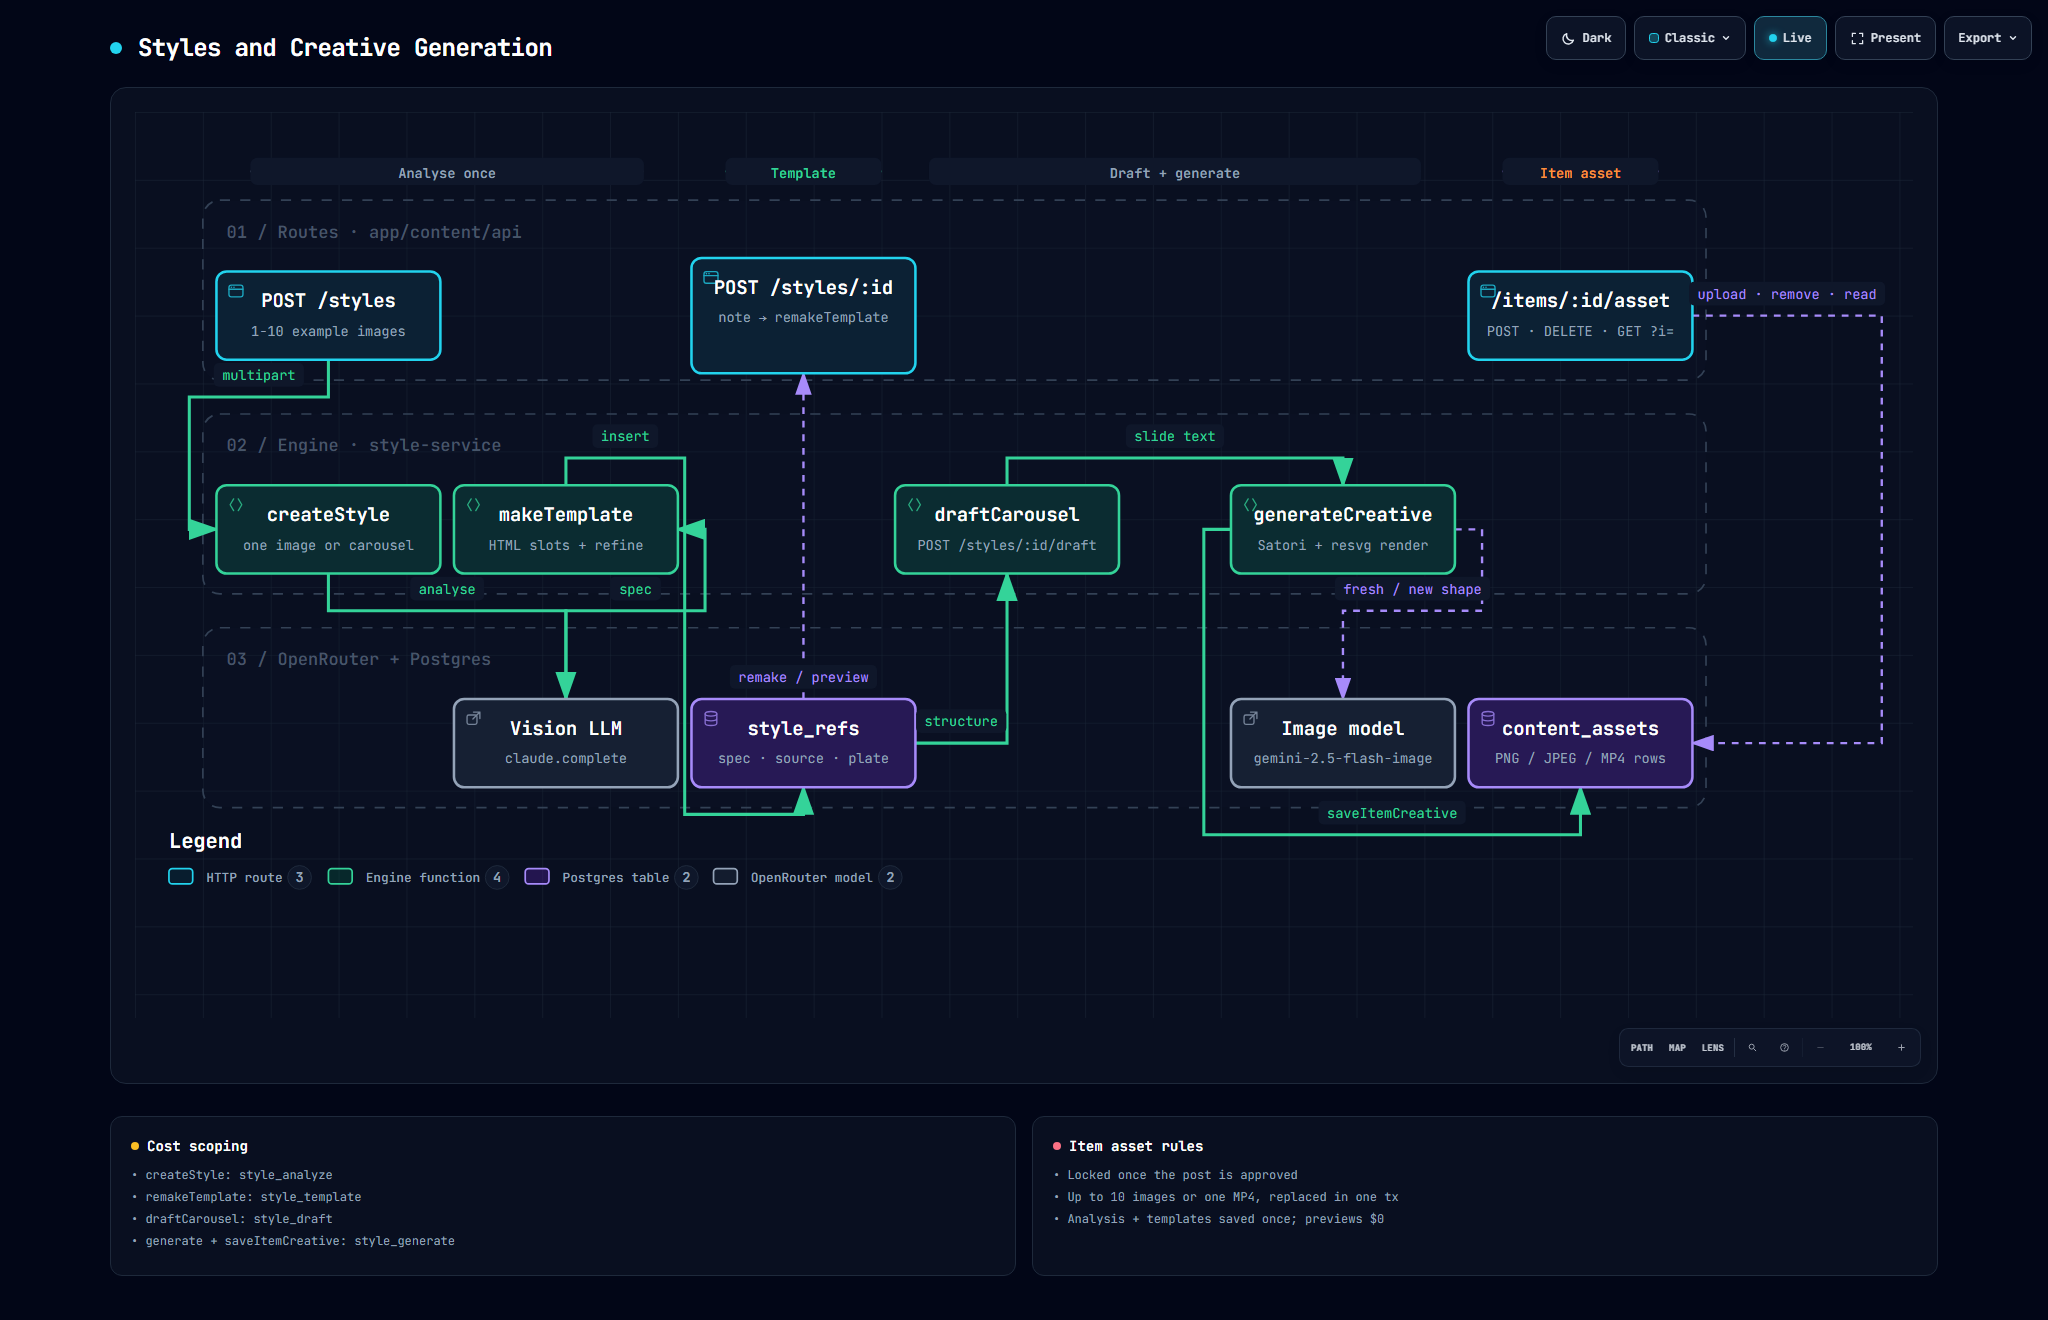 Styles and Creative Generation
Dark
Classic
Live
Present
Export
Analyse once
Template
Draft + generate
Item asset
01 / Routes · app/content/api
POST /styles
1-10 example images
POST /styles/:id
note → remakeTemplate
/items/:id/asset
POST · DELETE · GET ?i=
upload · remove · read
multipart
02 / Engine · style-service
insert
slide text
createStyle
one image or carousel
makeTemplate
HTML slots + refine
draftCarousel
POST /styles/:id/draft
generateCreative
Satori + resvg render
analyse
spec
fresh / new shape
03 / OpenRouter + Postgres
remake / preview
Vision LLM
claude.complete
style_refs
spec · source · plate
structure
Image model
gemini-2.5-flash-image
content_assets
PNG / JPEG / MP4 rows
saveItemCreative
Legend
HTTP route 3
Engine function 4
Postgres table 2
OpenRouter model 2
PATH
MAP
LENS
100%
Cost scoping
• createStyle: style_analyze
• remakeTemplate: style_template
• draftCarousel: style_draft
• generate + saveItemCreative: style_generate
Item asset rules
• Locked once the post is approved
• Up to 10 images or one MP4, replaced in one tx
• Analysis + templates saved once; previews $0